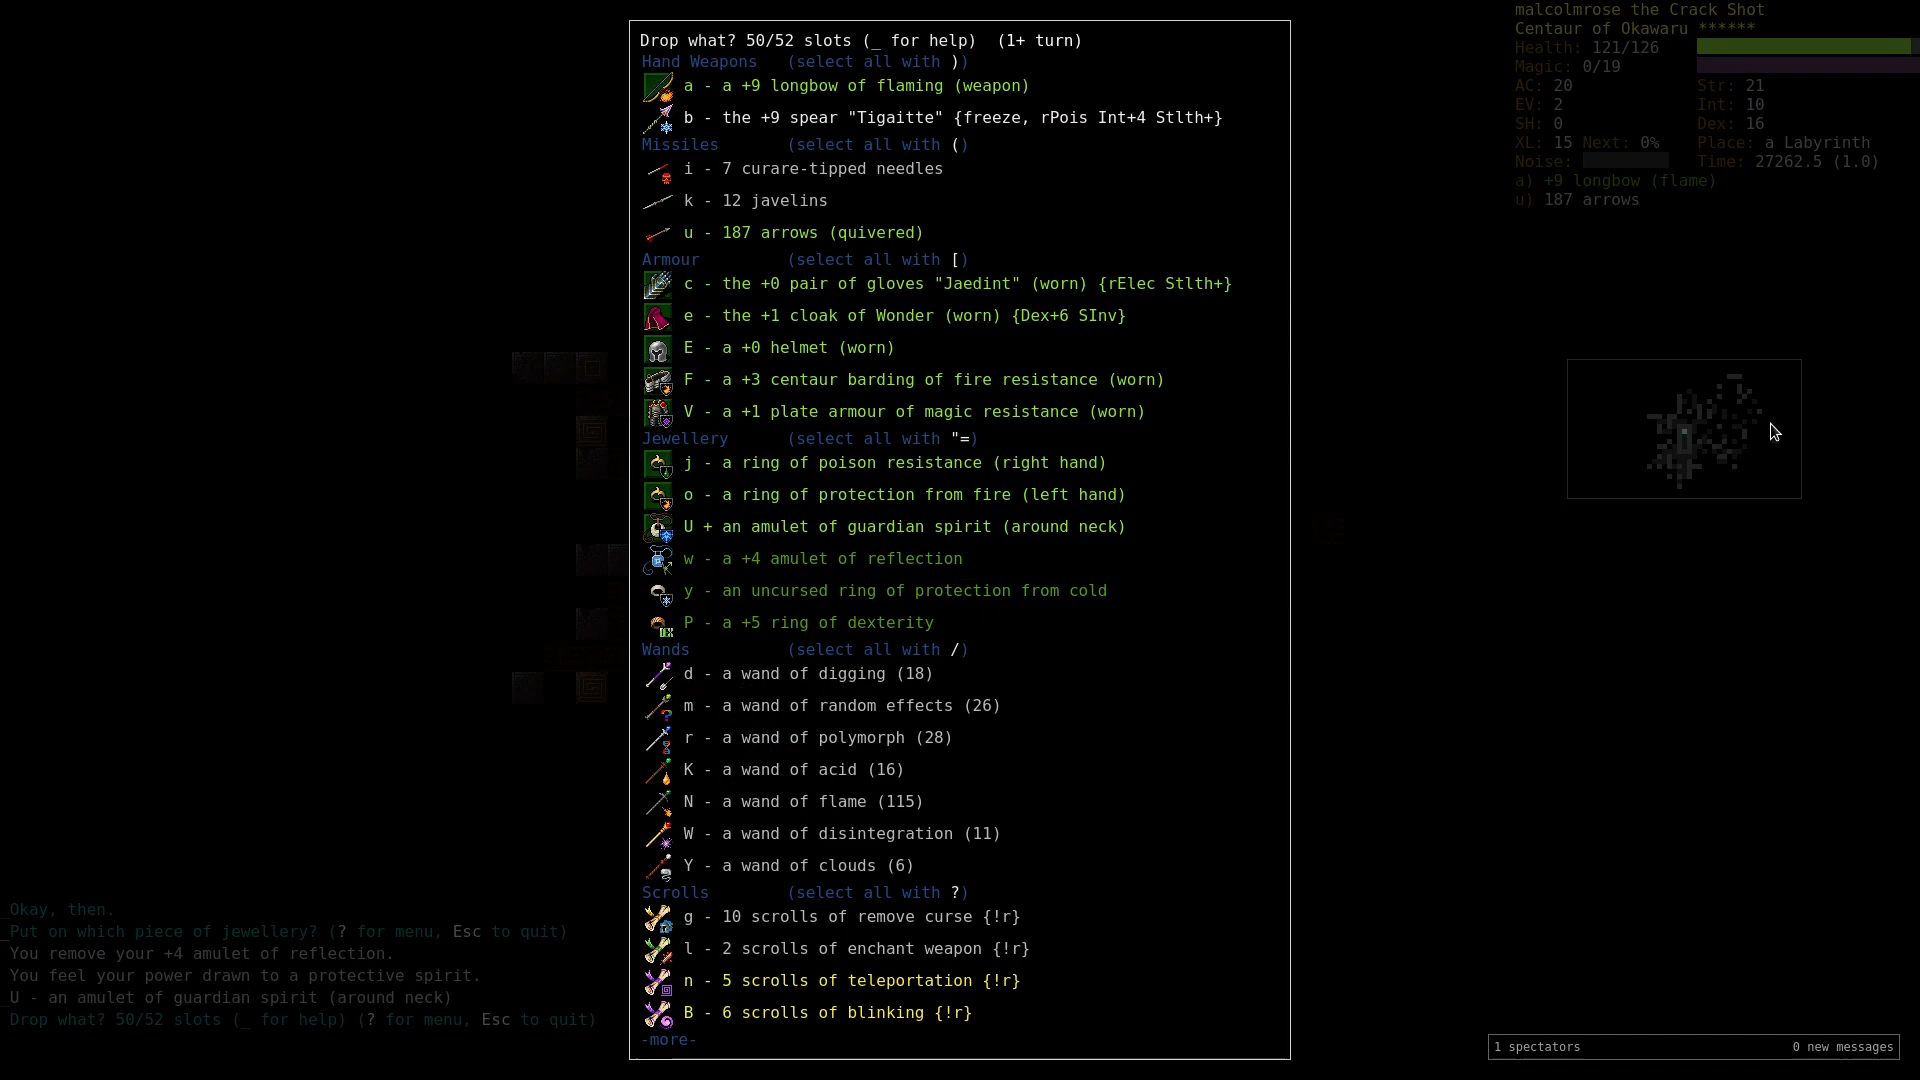 Drop what? 50/52 slots (_ for help)  (1+ turn)
Hand Weapons   (select all with ))
a - a +9 longbow of flaming (weapon)
b - the +9 spear "Tigaitte" {freeze, rPois Int+4 Stlth+}
Missiles       (select all with ()
i - 7 curare-tipped needles
k - 12 javelins
u - 187 arrows (quivered)
Armour         (select all with [)
c - the +0 pair of gloves "Jaedint" (worn) {rElec Stlth+}
e - the +1 cloak of Wonder (worn) {Dex+6 SInv}
E - a +0 helmet (worn)
F - a +3 centaur barding of fire resistance (worn)
V - a +1 plate armour of magic resistance (worn)
Jewellery      (select all with "=)
j - a ring of poison resistance (right hand)
o - a ring of protection from fire (left hand)
U + an amulet of guardian spirit (around neck)
w - a +4 amulet of reflection
y - an uncursed ring of protection from cold
P - a +5 ring of dexterity
Wands          (select all with /)
d - a wand of digging (18)
m - a wand of random effects (26)
r - a wand of polymorph (28)
K - a wand of acid (16)
N - a wand of flame (115)
W - a wand of disintegration (11)
Y - a wand of clouds (6)
Scrolls        (select all with ?)
g - 10 scrolls of remove curse {!r}
l - 2 scrolls of enchant weapon {!r}
n - 5 scrolls of teleportation {!r}
B - 6 scrolls of blinking {!r}
-more-
malcolmrose the Crack Shot
Centaur of Okawaru ******
Health: 121/126
Magic: 0/19
AC: 20 Str: 21
EV: 2 Int: 10
SH: 0 Dex: 16
XL: 15 Next: 0% Place: a Labyrinth
Noise: Time: 27262.5 (1.0)
a) +9 longbow (flame)
u) 187 arrows
_Okay, then.
_Put on which piece of jewellery? (? for menu, Esc to quit)
You remove your +4 amulet of reflection.
You feel your power drawn to a protective spirit.
_U - an amulet of guardian spirit (around neck)
Drop what? 50/52 slots (_ for help) (? for menu, Esc to quit)
1 spectators 0 new messages